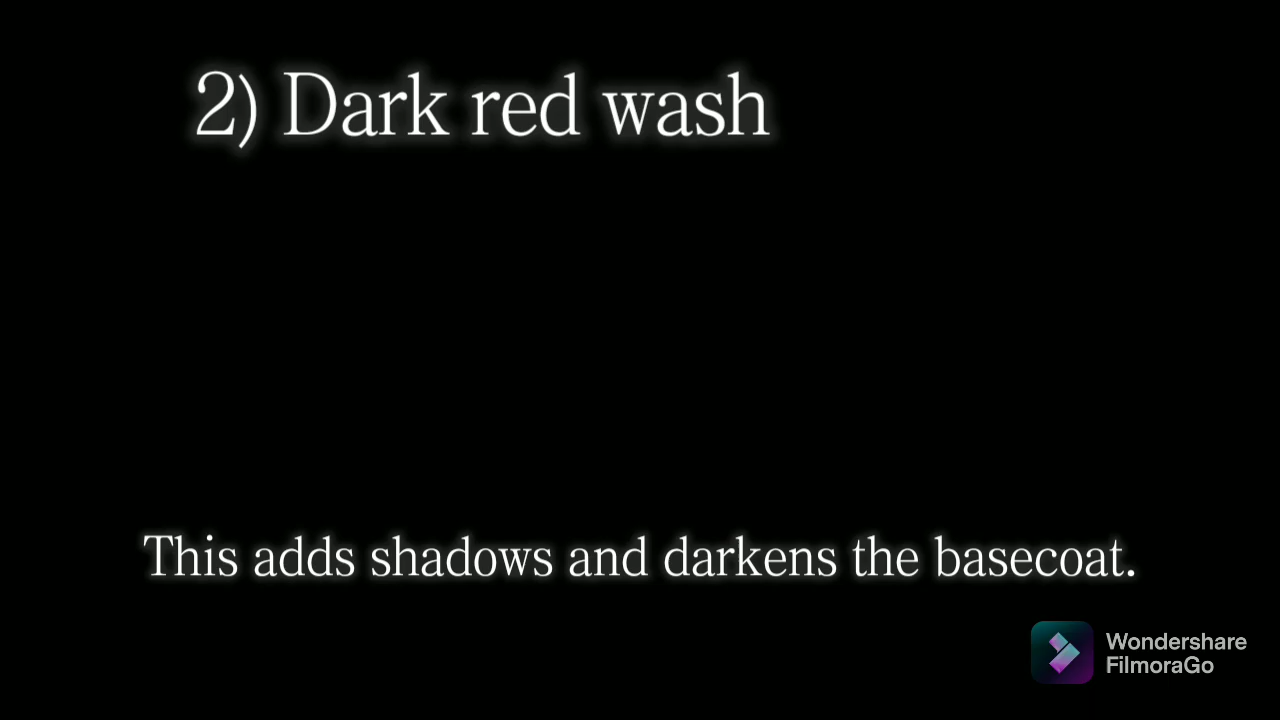 2) Dark red wash
This adds shadows and darkens the basecoat.
Wondershare
FilmoraGo